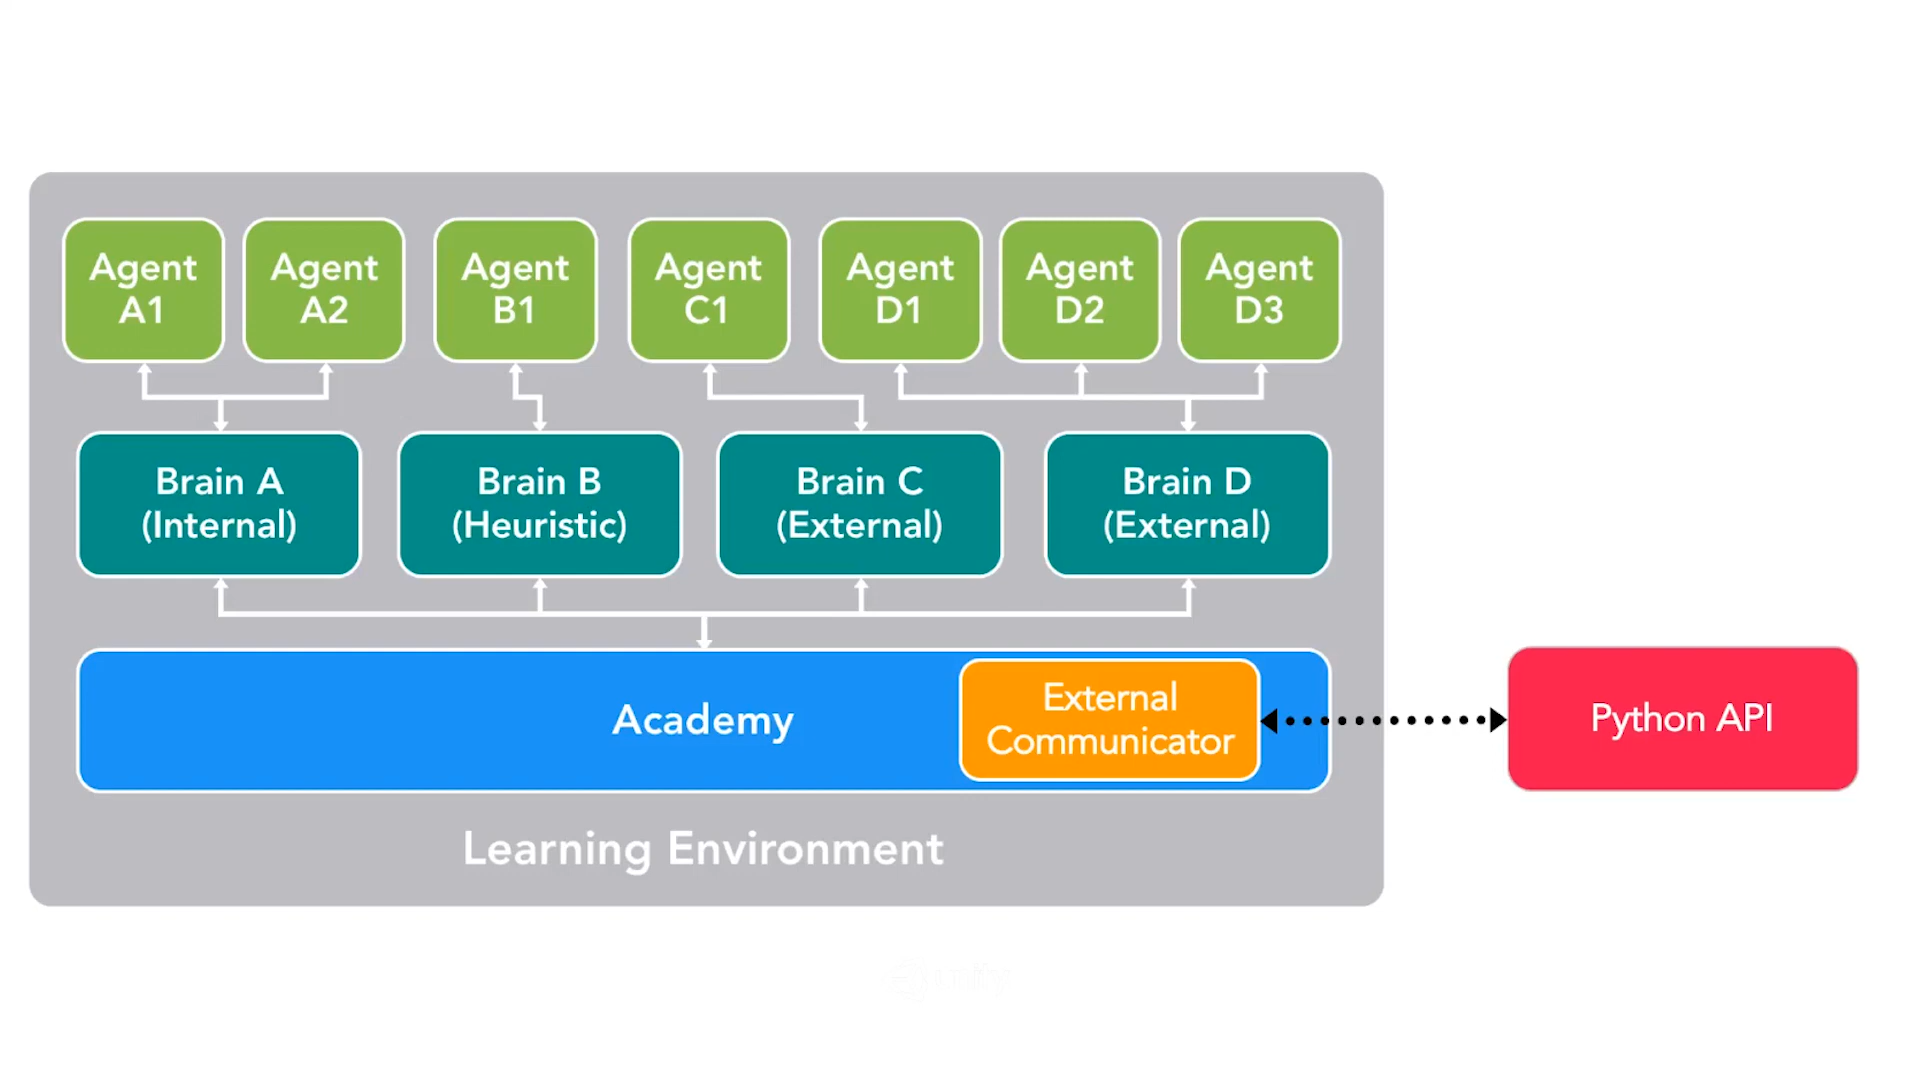 Agent
A1
Agent
A2
Agent
B1
Agent
C1
Agent
D1
Agent
D2
Agent
D3
Brain A
(Internal)
Brain B
(Heuristic)
Brain C
(External)
Brain D
(External)
Academy
External
Communicator
Python API
Learning Environment